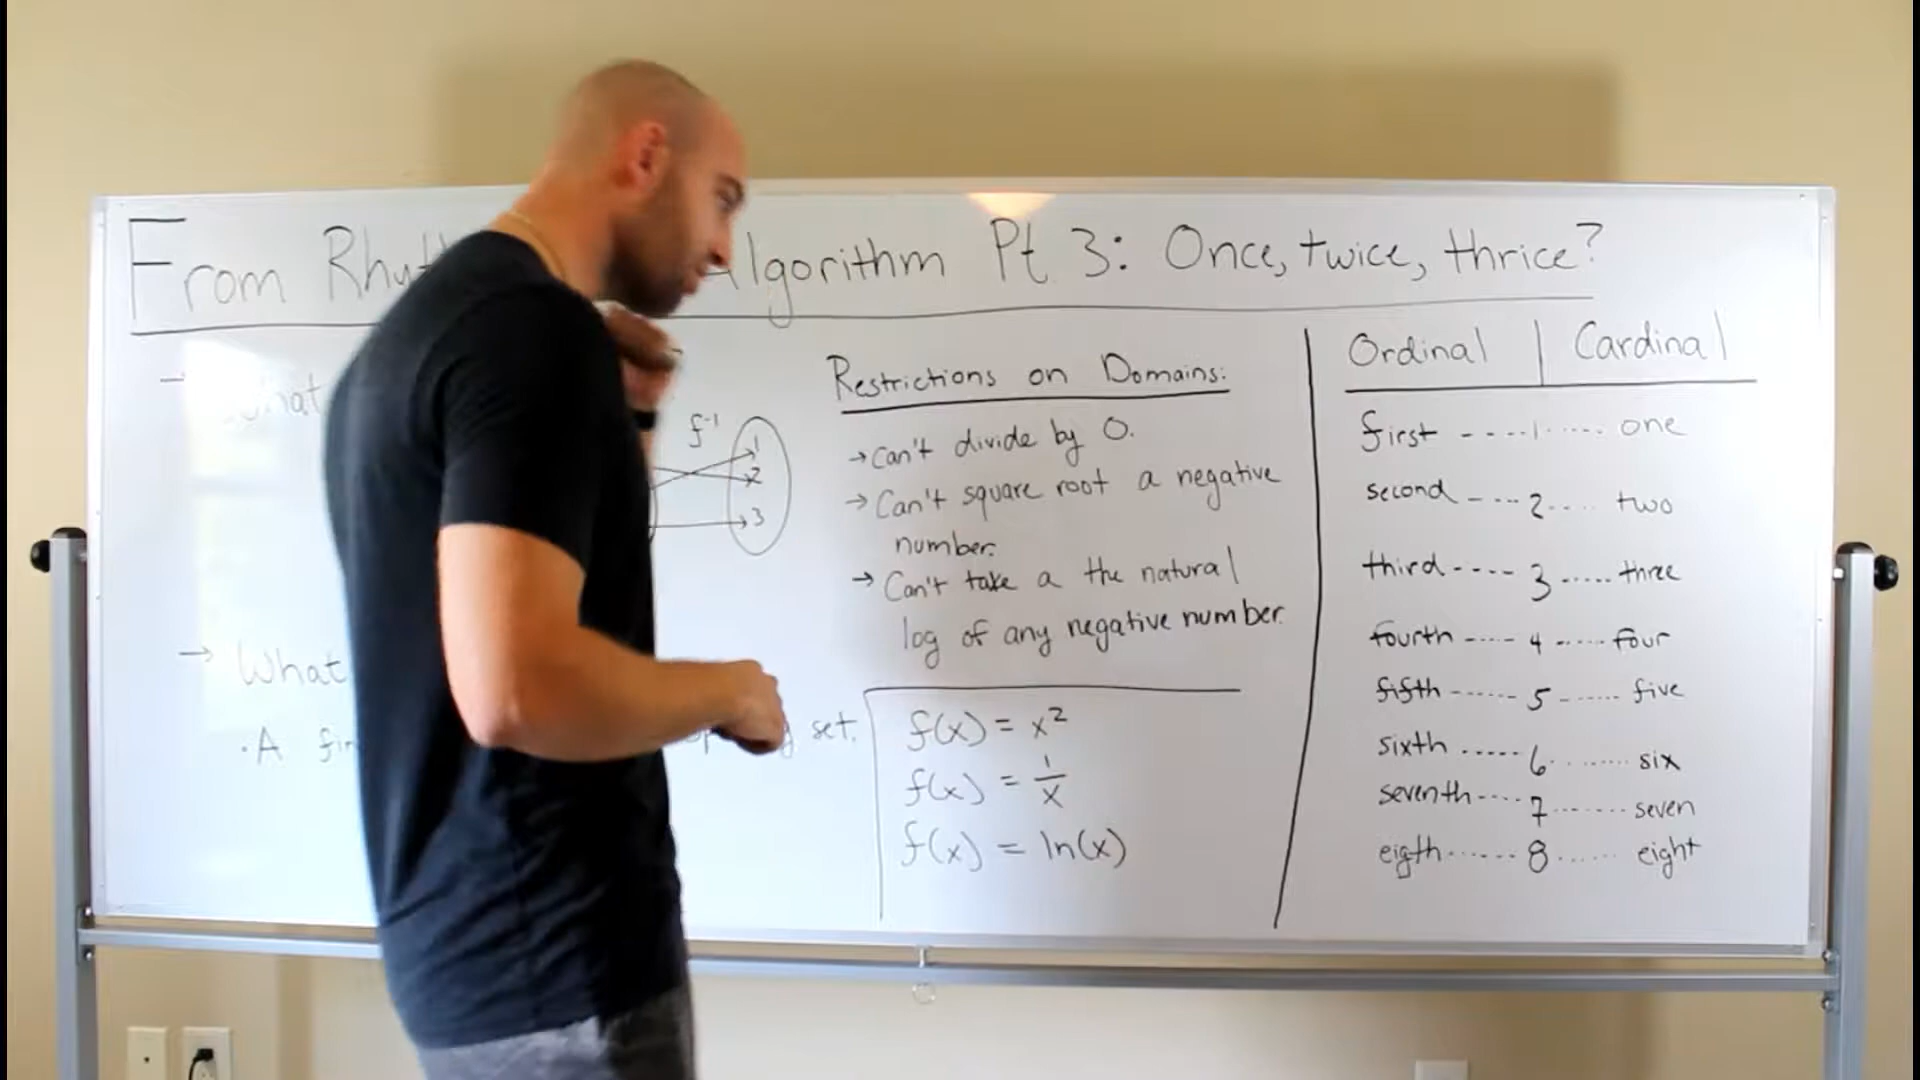 From Algorithm Pt 3: Once, twice, thrice?
→
→ What
· A set.
f⁻¹
1
2
3
Restrictions on Domains:
→ Can't divide by 0.
→ Can't square root a negative
number.
→ Can't take a the natural
log of any negative number.
f(x) = x²
f(x) = 1/x
f(x) = ln(x)
Ordinal | Cardinal
first ----1----- one
second ----2.... two
third ---- 3 ..... three
fourth ----- 4 ----- four
fifth ------ 5 ...... five
sixth ..... 6 ....... six
seventh ---- 7 ....... seven
eigth ...... 8 ...... eight